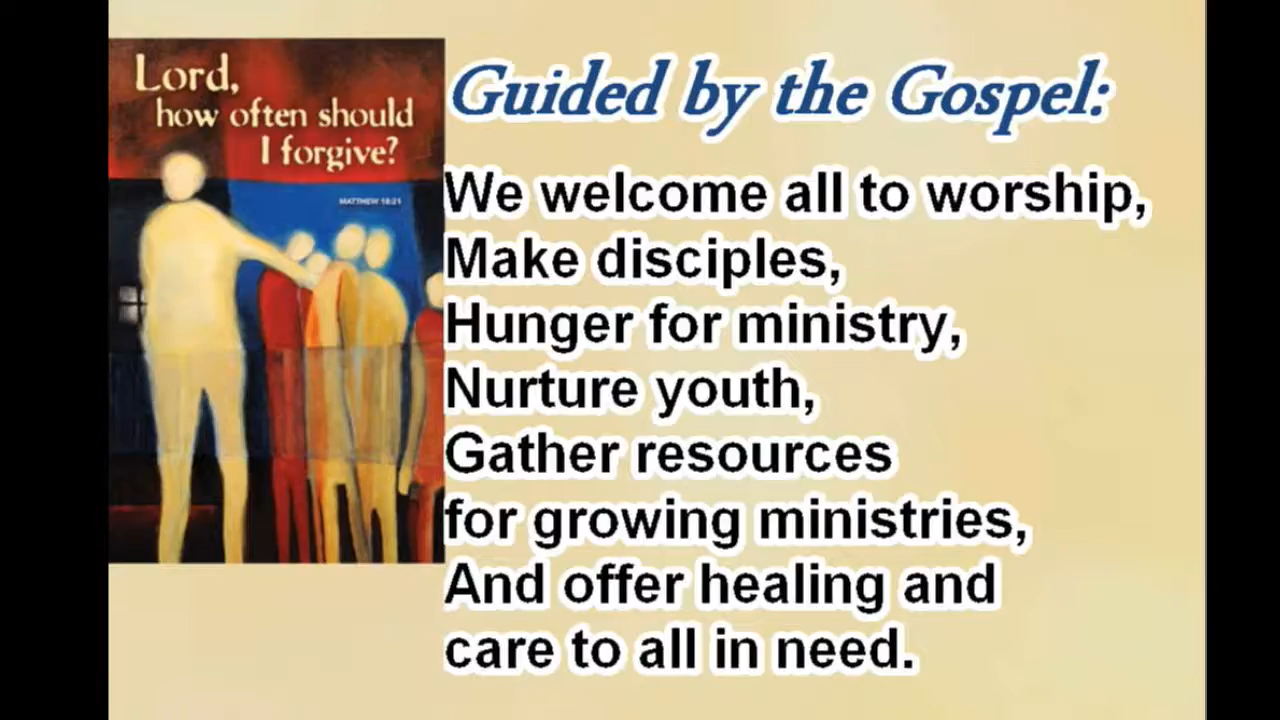 Lord,
how often should
I forgive?
MATTHEW 18:21
Guided by the Gospel:
We welcome all to worship,
Make disciples,
Hunger for ministry,
Nurture youth,
Gather resources
for growing ministries,
And offer healing and
care to all in need.